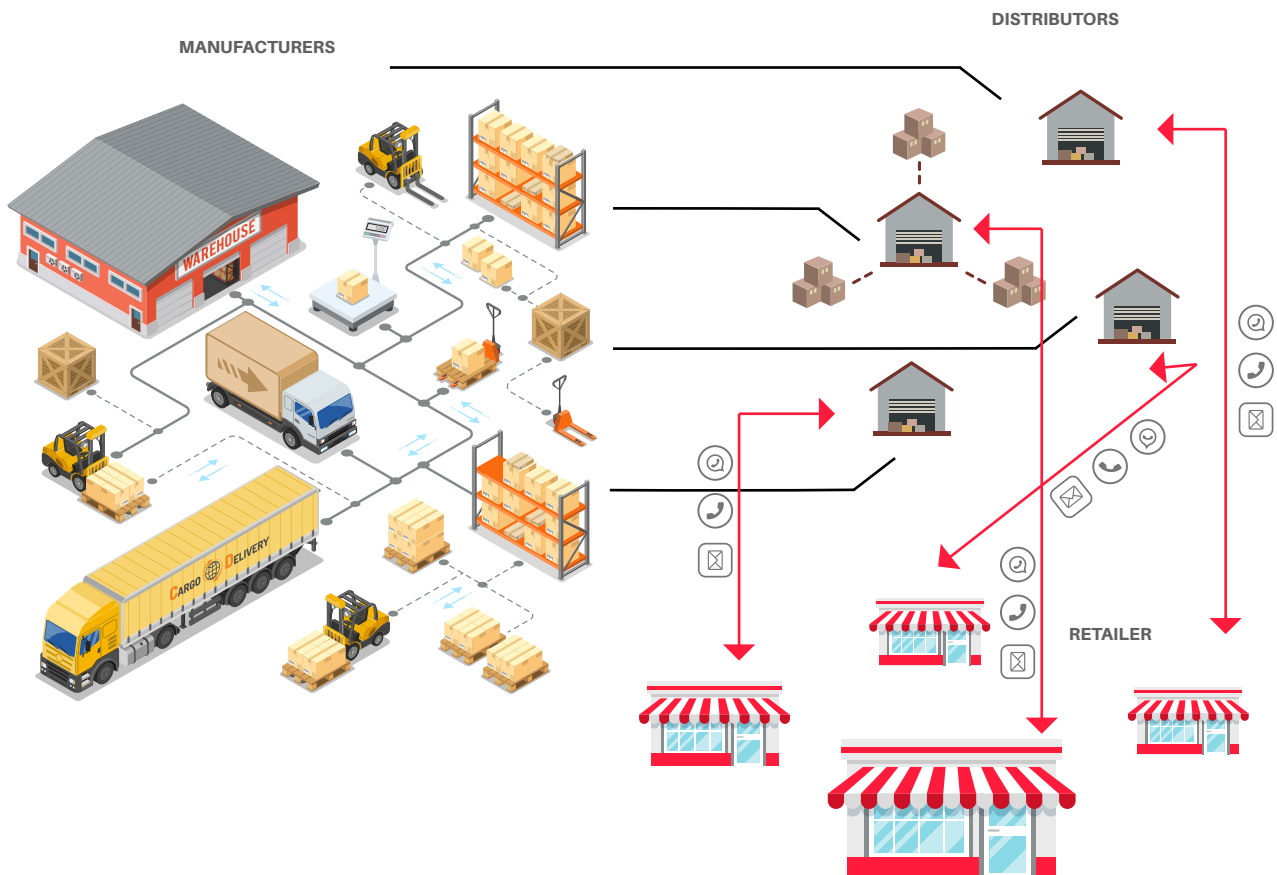 DISTRIBUTORS
MANUFACTURERS
WAREHOUSE
CARGO DELIVERY
RETAILER